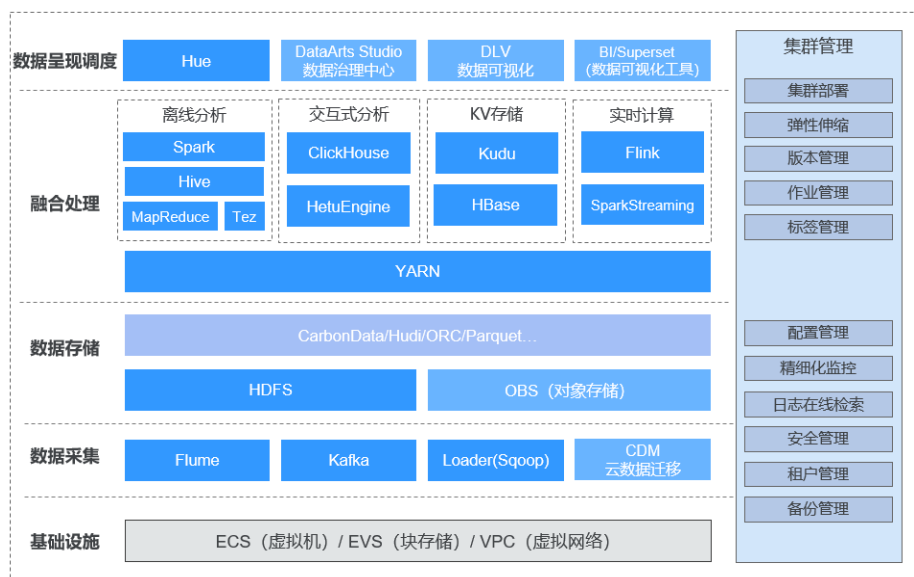 数据呈现调度
Hue
DataArts Studio
数据治理中心
DLV
数据可视化
BI/Superset
(数据可视化工具)
融合处理
离线分析
Spark
Hive
MapReduce
Tez
交互式分析
ClickHouse
HetuEngine
KV存储
Kudu
HBase
实时计算
Flink
SparkStreaming
YARN
数据存储
CarbonData/Hudi/ORC/Parquet...
HDFS
OBS（对象存储）
数据采集
Flume
Kafka
Loader(Sqoop)
CDM
云数据迁移
基础设施
ECS（虚拟机）/ EVS（块存储）/ VPC（虚拟网络）
集群管理
集群部署
弹性伸缩
版本管理
作业管理
标签管理
配置管理
精细化监控
日志在线检索
安全管理
租户管理
备份管理